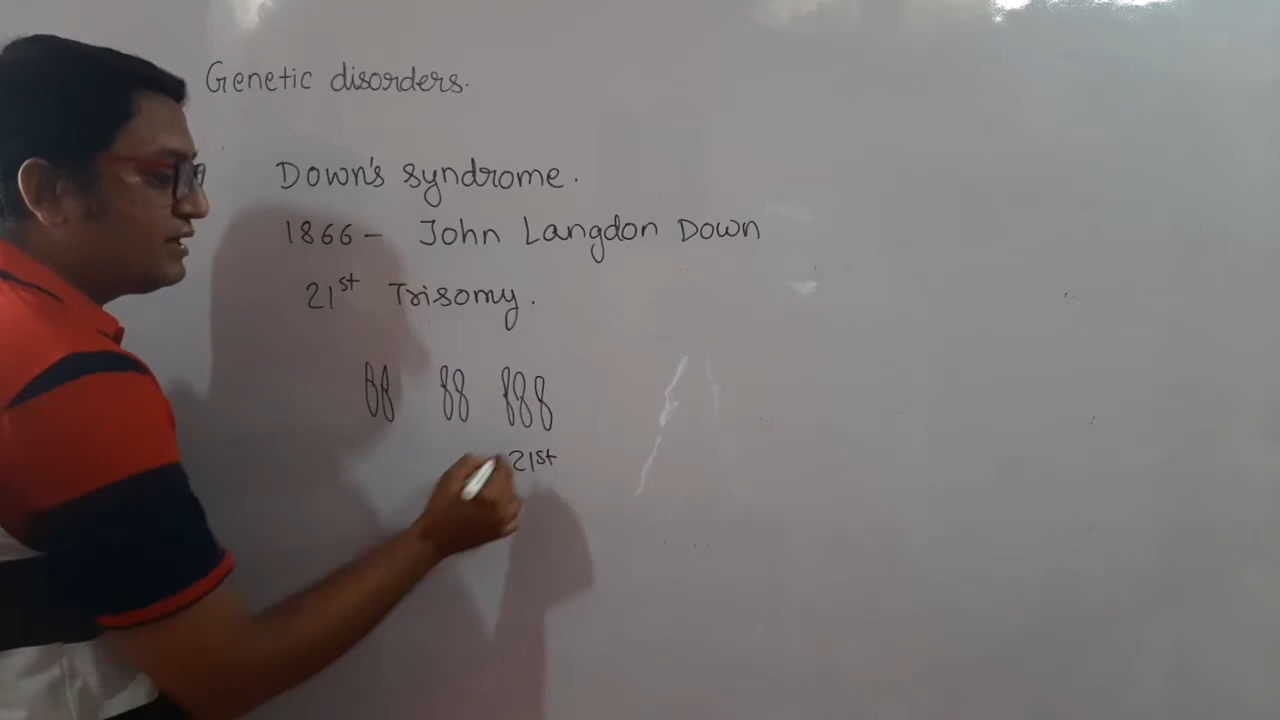 Genetic disorders.
Down's syndrome.
1866 - John Langdon Down
21st Trisomy.
21st